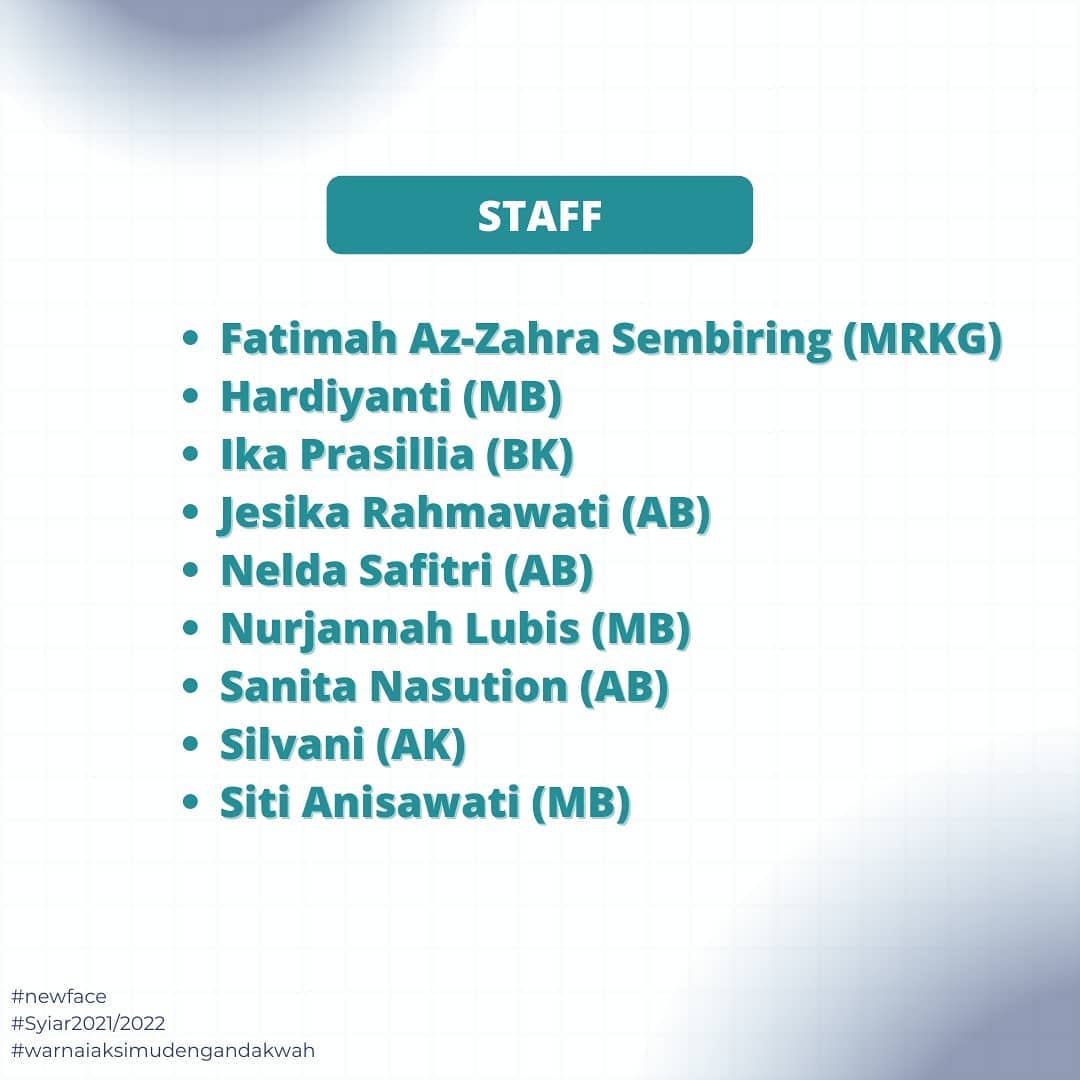 STAFF
• Fatimah Az-Zahra Sembiring (MRKG)
• Hardiyanti (MB)
• Ika Prasillia (BK)
• Jesika Rahmawati (AB)
• Nelda Safitri (AB)
• Nurjannah Lubis (MB)
• Sanita Nasution (AB)
• Silvani (AK)
• Siti Anisawati (MB)
#newface
#Syiar2021/2022
#warnaiaksimudengandakwah